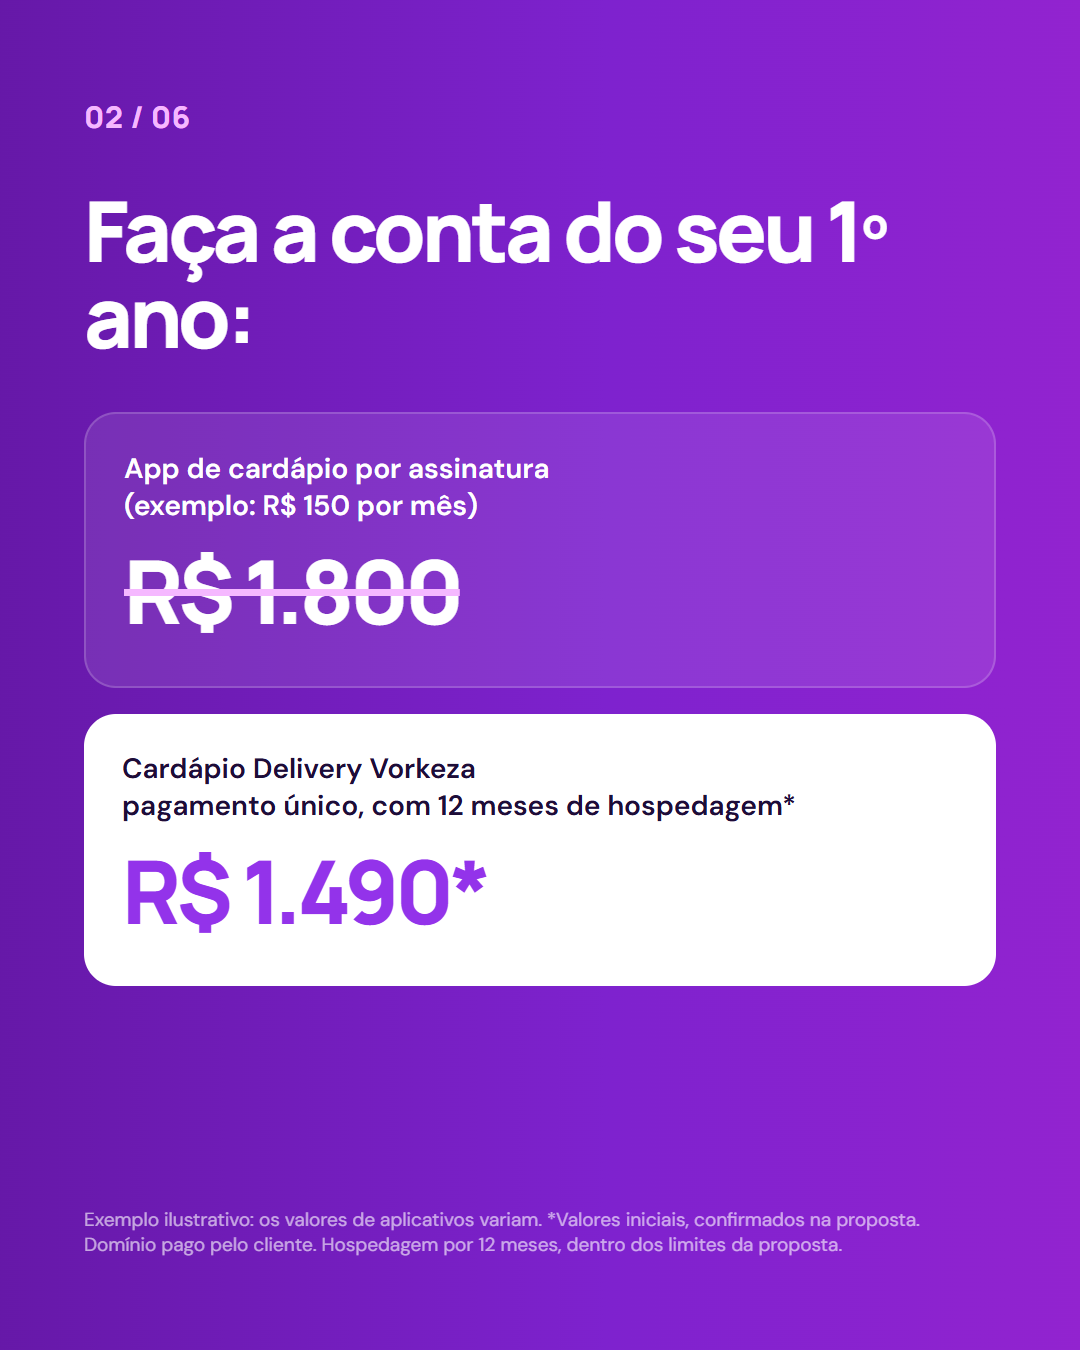 02 / 06
Faça a conta do seu 1º
ano:
App de cardápio por assinatura
(exemplo: R$ 150 por mês)
R$ 1.800
Cardápio Delivery Vorkeza
pagamento único, com 12 meses de hospedagem*
R$ 1.490*
Exemplo ilustrativo: os valores de aplicativos variam. *Valores iniciais, confirmados na proposta.
Domínio pago pelo cliente. Hospedagem por 12 meses, dentro dos limites da proposta.